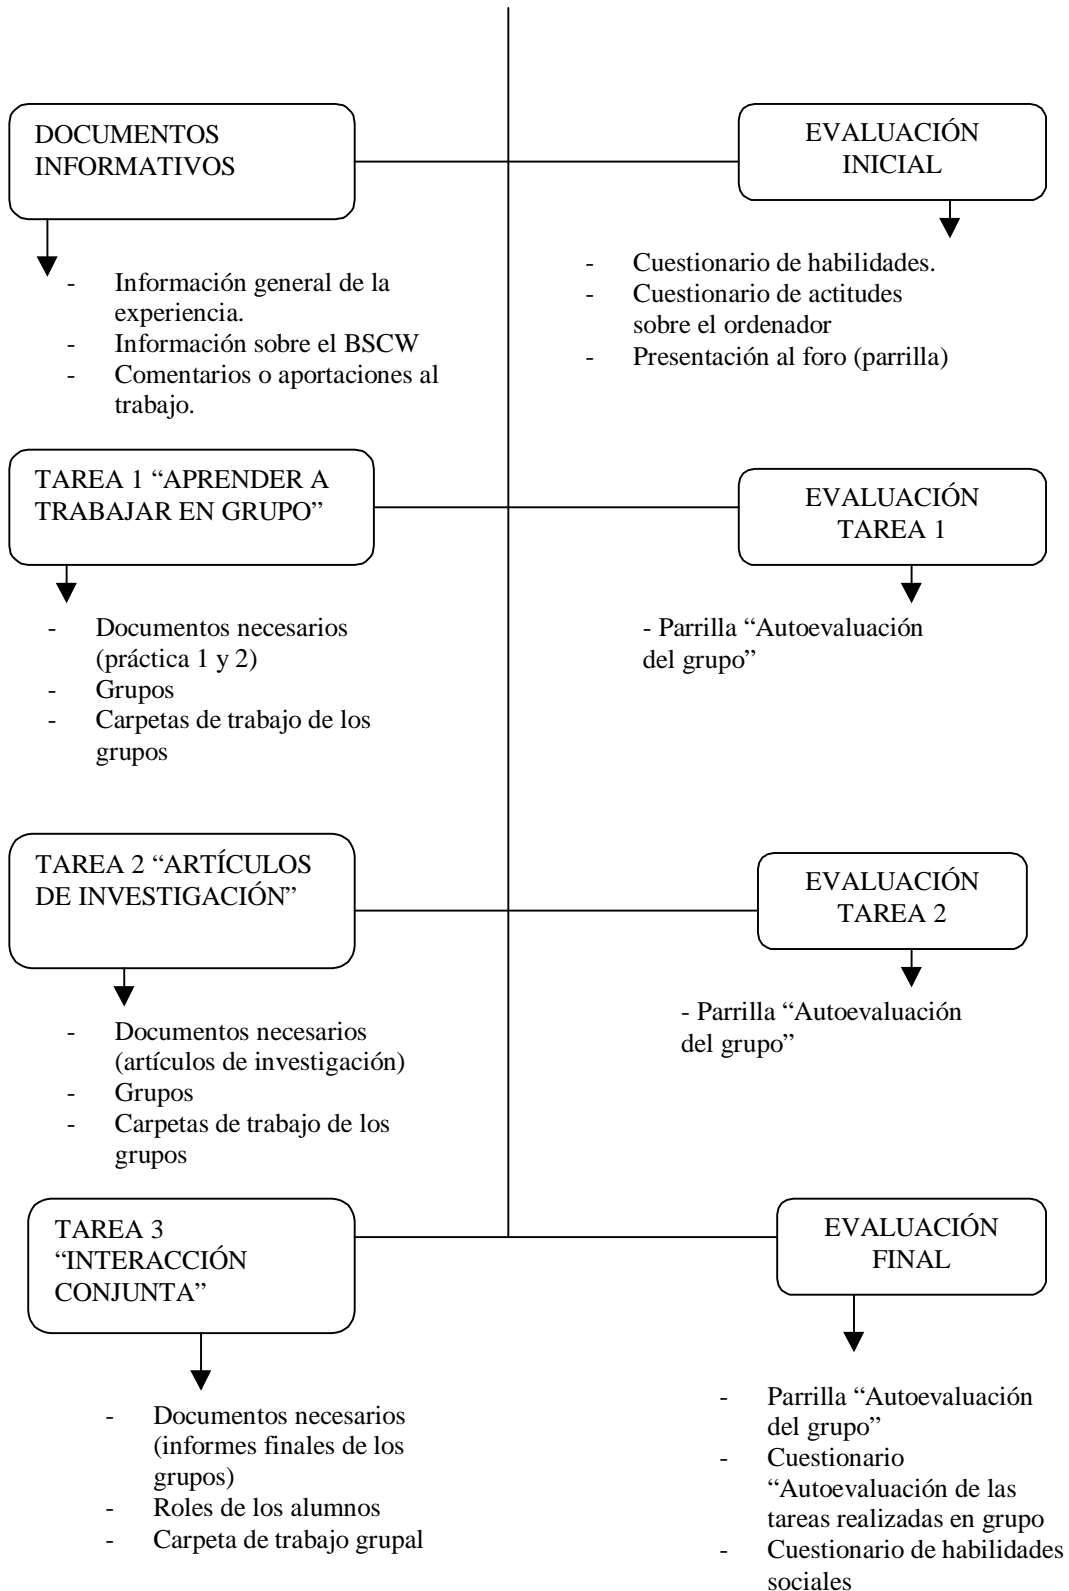 DOCUMENTOS
INFORMATIVOS
EVALUACIÓN
INICIAL
- Información general de la
experiencia.
- Información sobre el BSCW
- Comentarios o aportaciones al
trabajo.
- Cuestionario de habilidades.
- Cuestionario de actitudes
sobre el ordenador
- Presentación al foro (parrilla)
TAREA 1 “APRENDER A
TRABAJAR EN GRUPO”
EVALUACIÓN
TAREA 1
- Documentos necesarios
(práctica 1 y 2)
- Grupos
- Carpetas de trabajo de los
grupos
- Parrilla “Autoevaluación
del grupo”
TAREA 2 “ARTÍCULOS
DE INVESTIGACIÓN”
EVALUACIÓN
TAREA 2
- Documentos necesarios
(artículos de investigación)
- Grupos
- Carpetas de trabajo de los
grupos
- Parrilla “Autoevaluación
del grupo”
TAREA 3
“INTERACCIÓN
CONJUNTA”
EVALUACIÓN
FINAL
- Documentos necesarios
(informes finales de los
grupos)
- Roles de los alumnos
- Carpeta de trabajo grupal
- Parrilla “Autoevaluación
del grupo”
- Cuestionario
“Autoevaluación de las
tareas realizadas en grupo
- Cuestionario de habilidades
sociales